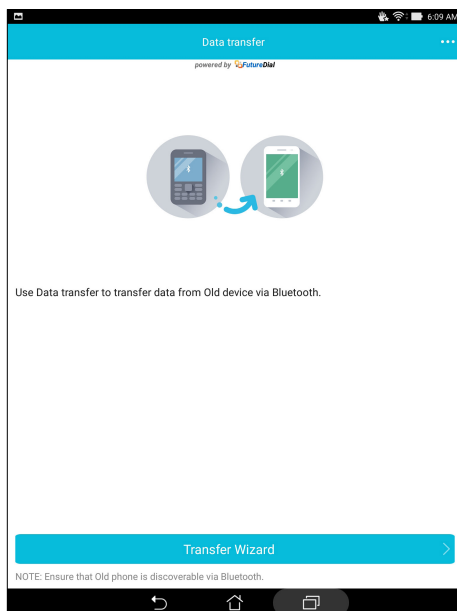 6:09 AM
Data transfer
powered by FutureDial
Use Data transfer to transfer data from Old device via Bluetooth.
Transfer Wizard
NOTE: Ensure that Old phone is discoverable via Bluetooth.